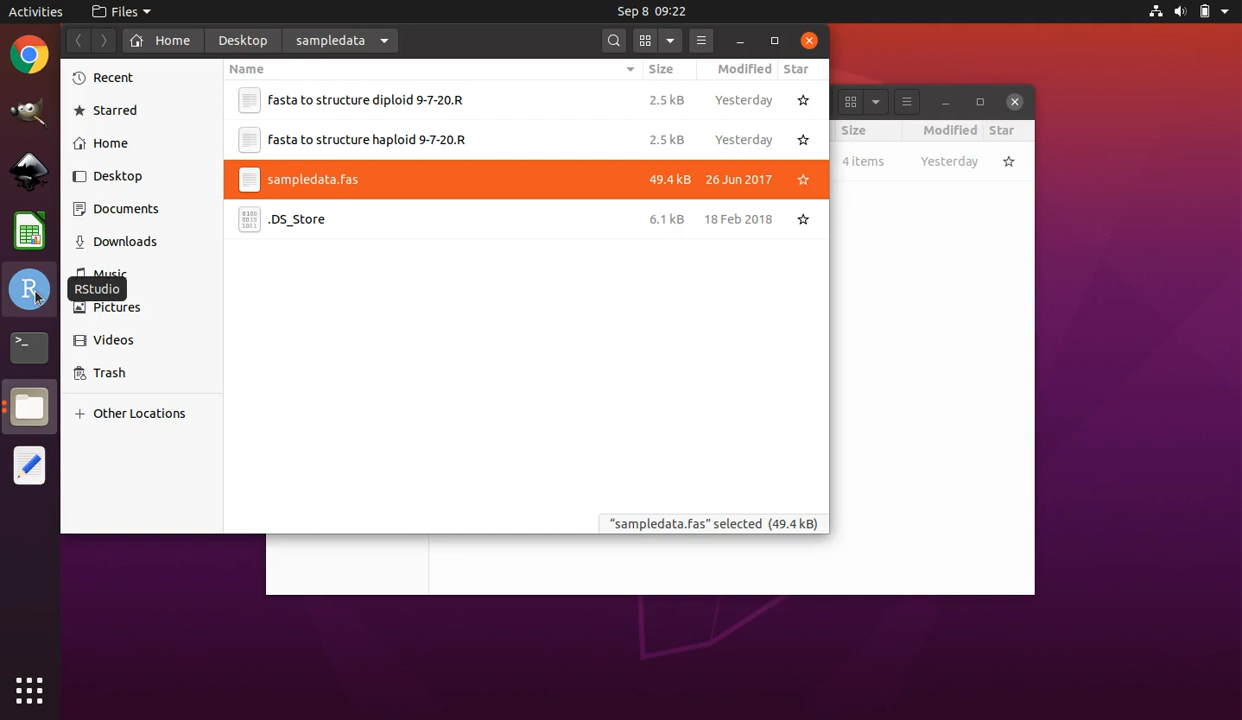 Activities Files Sep 8 09:22
Home Desktop sampledata
Name Size Modified Star
Recent
Starred
Home
Desktop
Documents
Downloads
Music
RStudio
Pictures
Videos
Trash
Other Locations
fasta to structure diploid 9-7-20.R 2.5 kB Yesterday
fasta to structure haploid 9-7-20.R 2.5 kB Yesterday
sampledata.fas 49.4 kB 26 Jun 2017
.DS_Store 6.1 kB 18 Feb 2018
"sampledata.fas" selected (49.4 kB)
Size Modified Star
4 items Yesterday
R
>_